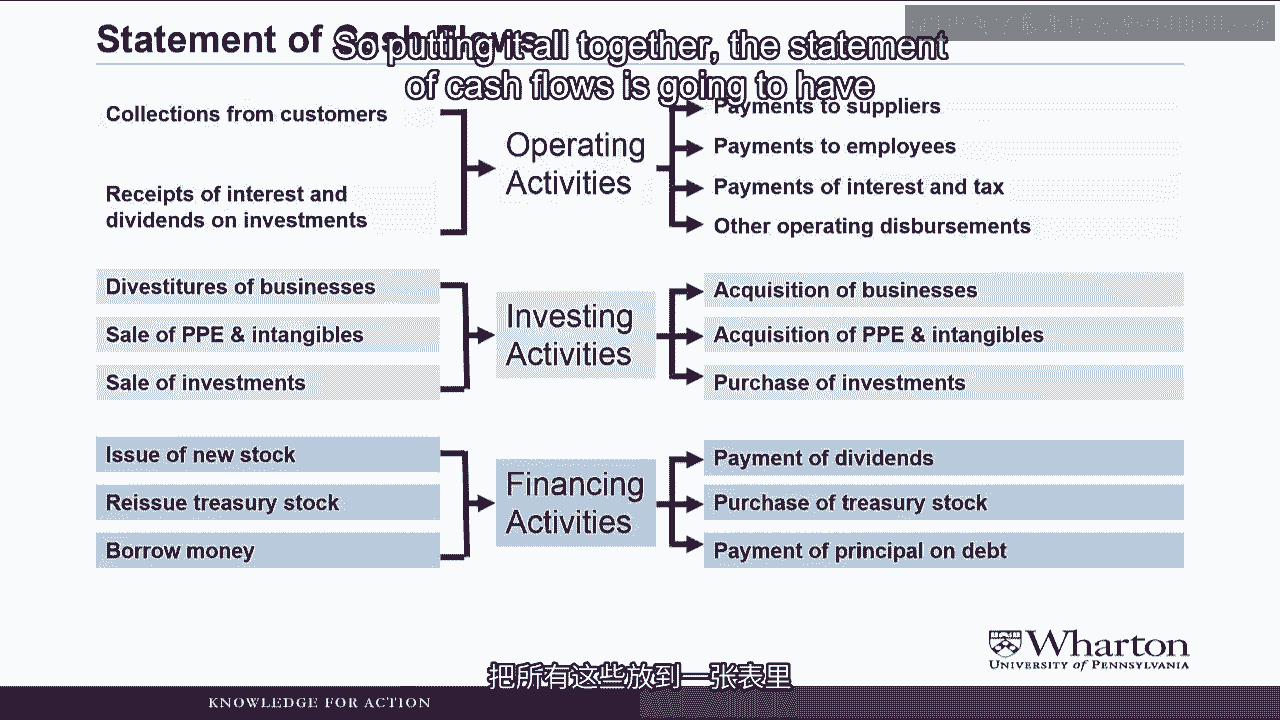 Statement of Cash Flows
So putting it all together, the statement
of cash flows is going to have
Collections from customers
Receipts of interest and
dividends on investments
Operating
Activities
Payments to suppliers
Payments to employees
Payments of interest and tax
Other operating disbursements
Divestitures of businesses
Sale of PPE & intangibles
Sale of investments
Investing
Activities
Acquisition of businesses
Acquisition of PPE & intangibles
Purchase of investments
Issue of new stock
Reissue treasury stock
Borrow money
Financing
Activities
Payment of dividends
Purchase of treasury stock
Payment of principal on debt
Wharton
UNIVERSITY of PENNSYLVANIA
把所有这些放到一张表里
KNOWLEDGE FOR ACTION